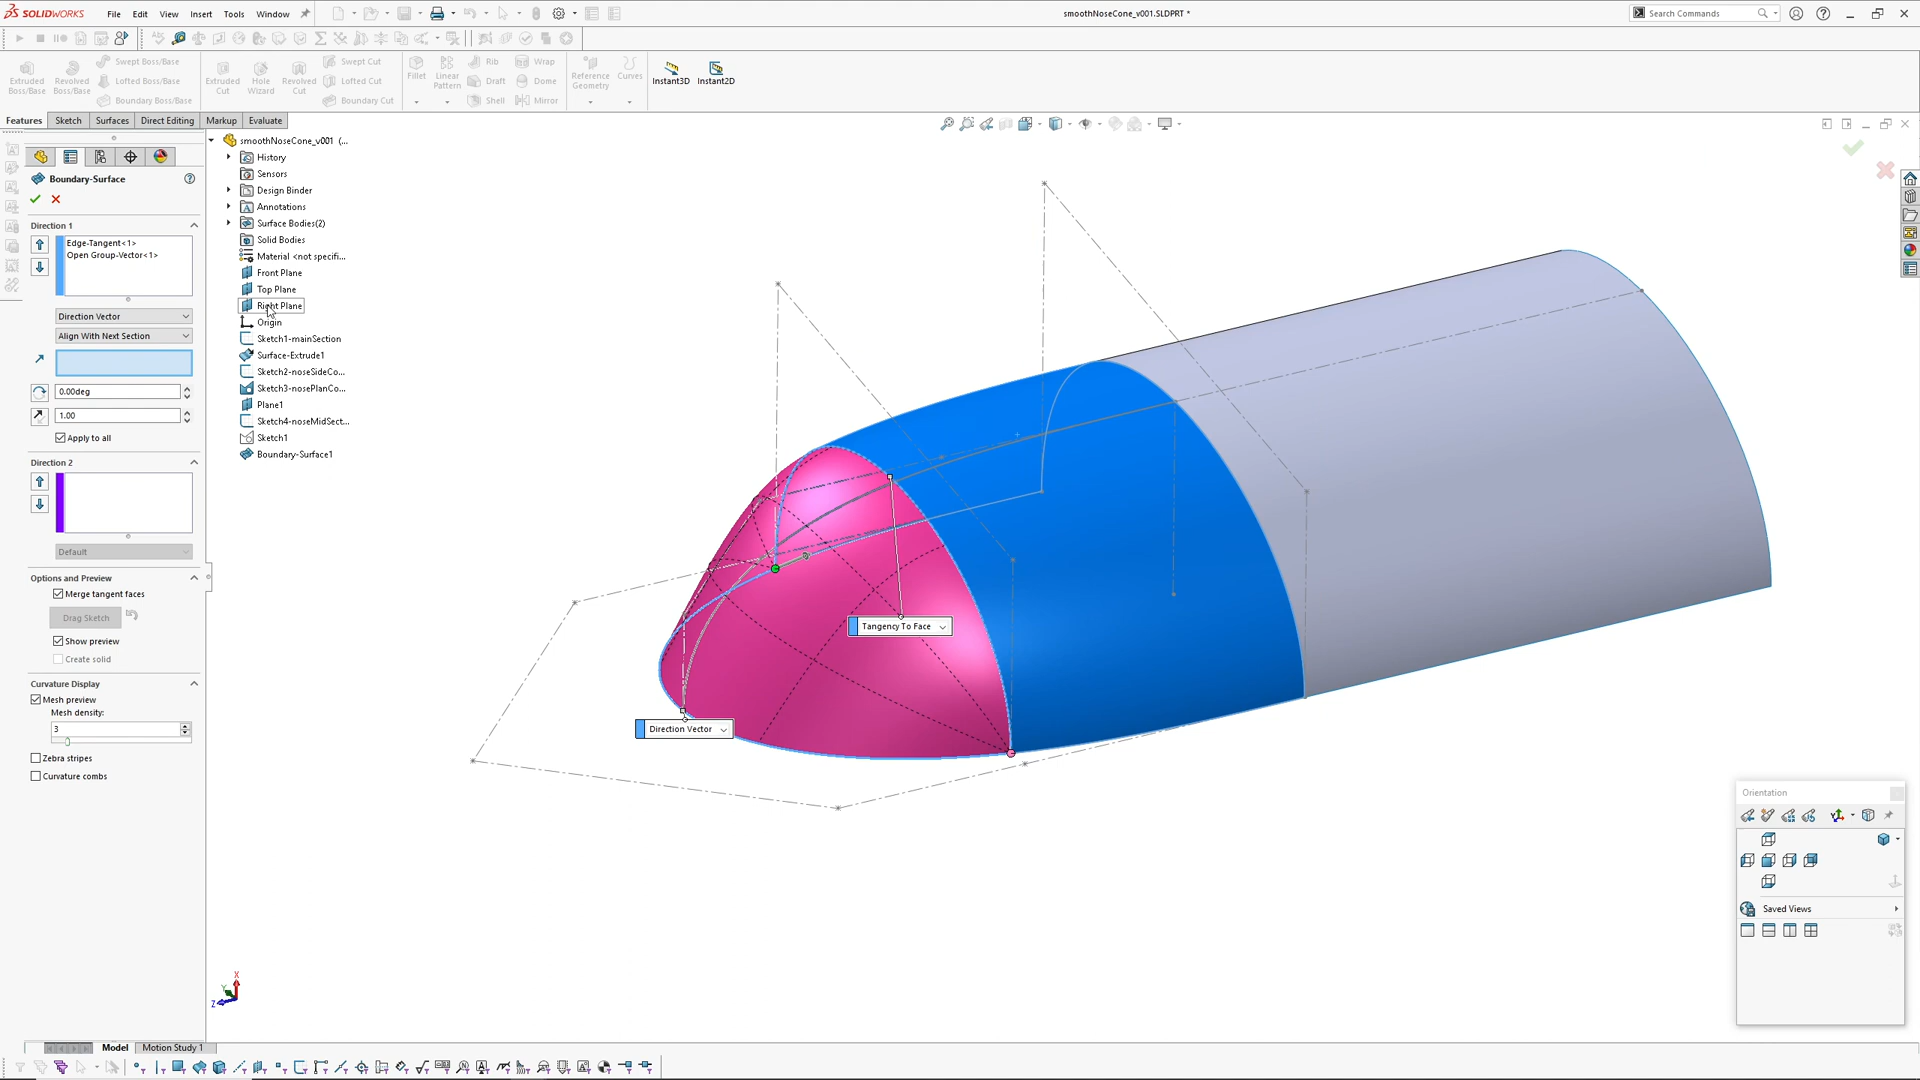 SOLIDWORKS File Edit View Insert Tools Window smoothNoseCone_v001.SLDPRT * Search Commands
Extruded Boss/Base
Revolved Boss/Base
Swept Boss/Base
Lofted Boss/Base
Boundary Boss/Base
Extruded Cut
Hole Wizard
Revolved Cut
Swept Cut
Lofted Cut
Boundary Cut
Fillet
Linear Pattern
Rib
Draft
Shell
Wrap
Dome
Mirror
Reference Geometry
Curves
Instant3D
Instant2D
Features Sketch Surfaces Direct Editing Markup Evaluate
Boundary-Surface
Direction 1
Edge-Tangent<1>
Open Group-Vector<1>
Direction Vector
Align With Next Section
0.00deg
1.00
Apply to all
Direction 2
Default
Options and Preview
Merge tangent faces
Drag Sketch
Show preview
Create solid
Curvature Display
Mesh preview
Mesh density:
3
Zebra stripes
Curvature combs
smoothNoseCone_v001 (...
History
Sensors
Design Binder
Annotations
Surface Bodies(2)
Solid Bodies
Material <not specifi...
Front Plane
Top Plane
Right Plane
Origin
Sketch1-mainSection
Surface-Extrude1
Sketch2-noseSideCo...
Sketch3-nosePlanCo...
Plane1
Sketch4-noseMidSect...
Sketch1
Boundary-Surface1
Tangency To Face
Direction Vector
Orientation
Saved Views
X
Y
Z
Model Motion Study 1